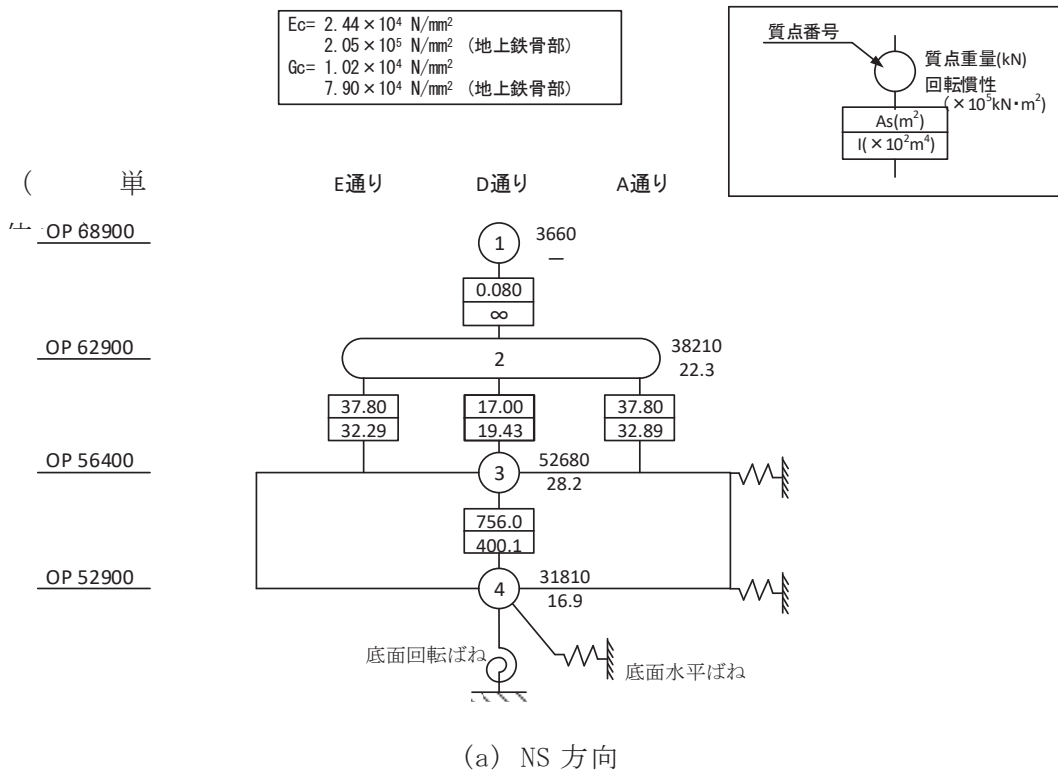 Ec= 2.44×10⁴ N/mm²
2.05×10⁵ N/mm² (地上鉄骨部)
Gc= 1.02×10⁴ N/mm²
7.90×10⁴ N/mm² (地上鉄骨部)
質点番号
質点重量(kN)
回転慣性
(×10⁵kN・m²)
As(m²)
I(×10²m⁴)
( 単
E通り D通り A通り
OP 68900
1
3660
—
0.080
∞
OP 62900
2
38210
22.3
37.80 17.00 37.80
32.29 19.43 32.89
OP 56400
3
52680
28.2
756.0
400.1
OP 52900
4
31810
16.9
底面回転ばね
底面水平ばね
(a) NS 方向